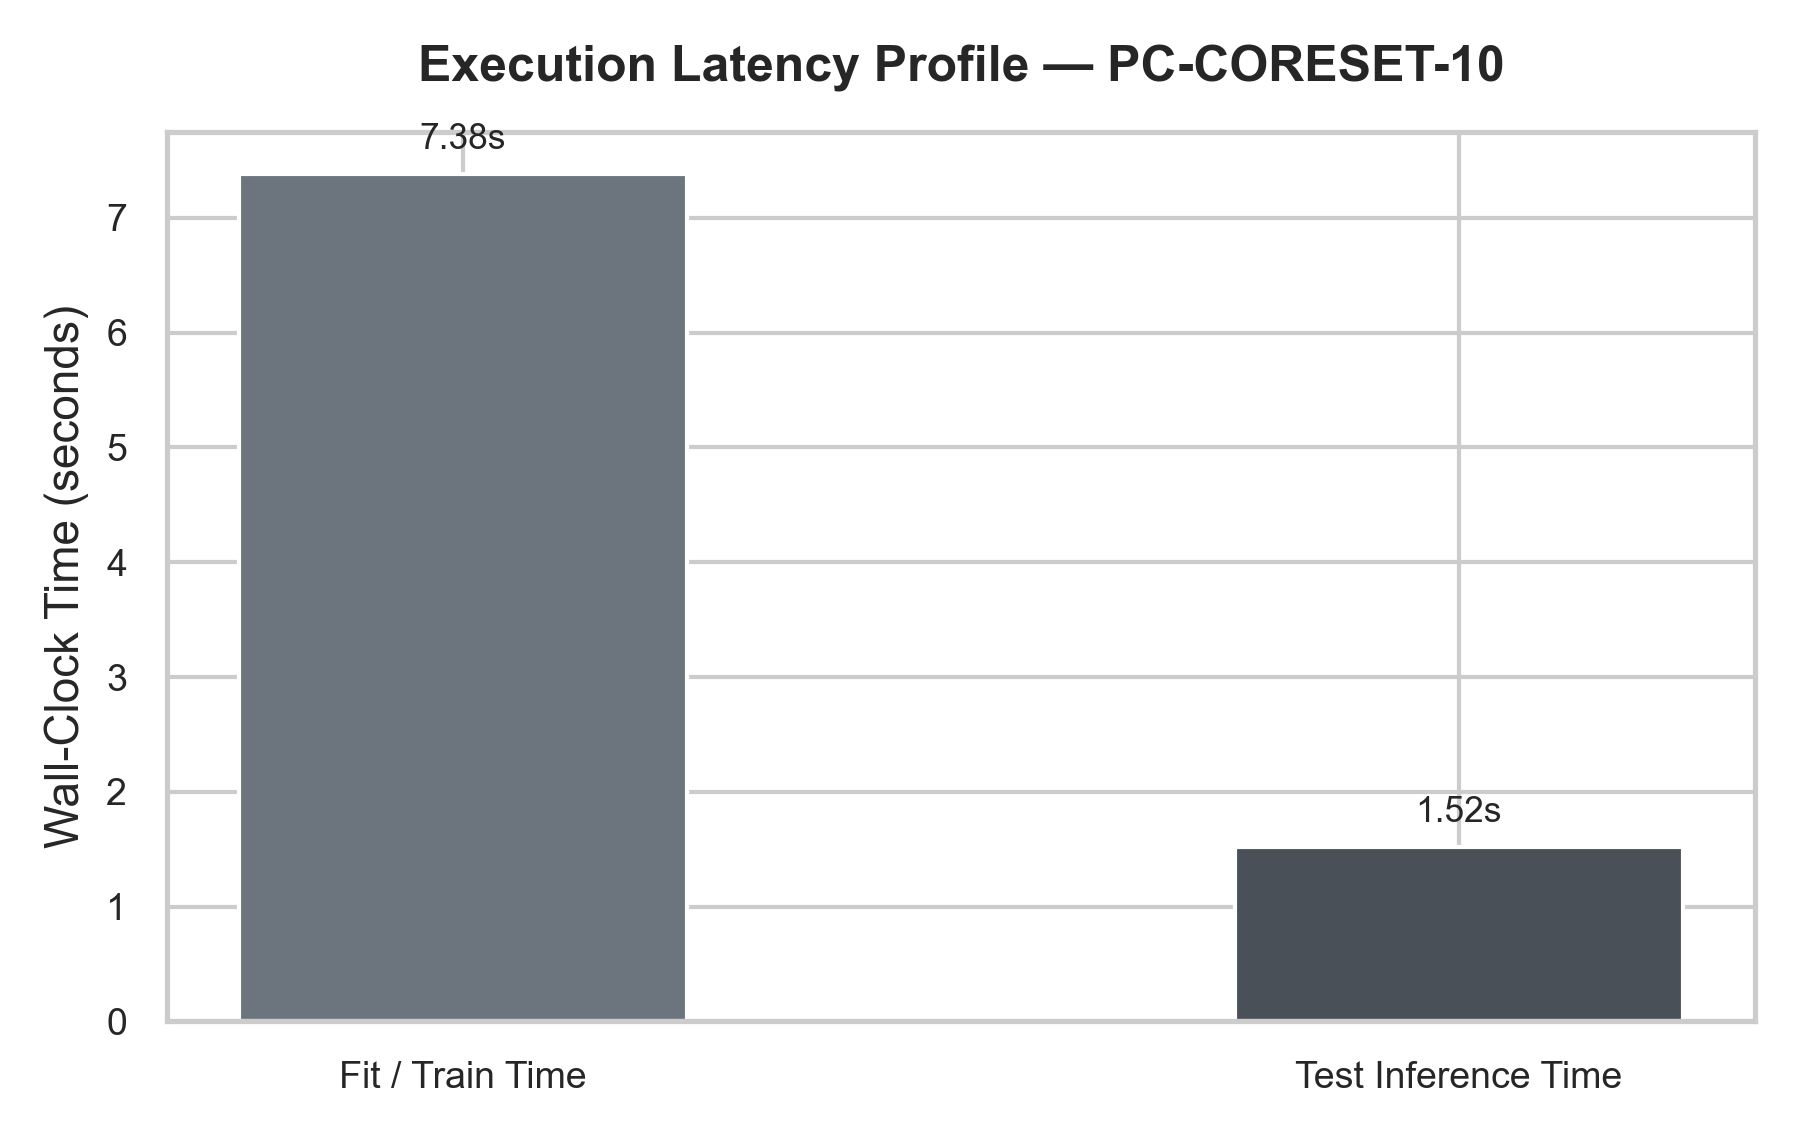 Execution Latency Profile — PC-CORESET-10
Wall-Clock Time (seconds)
7
6
5
4
3
2
1
0
7.38s
1.52s
Fit / Train Time
Test Inference Time